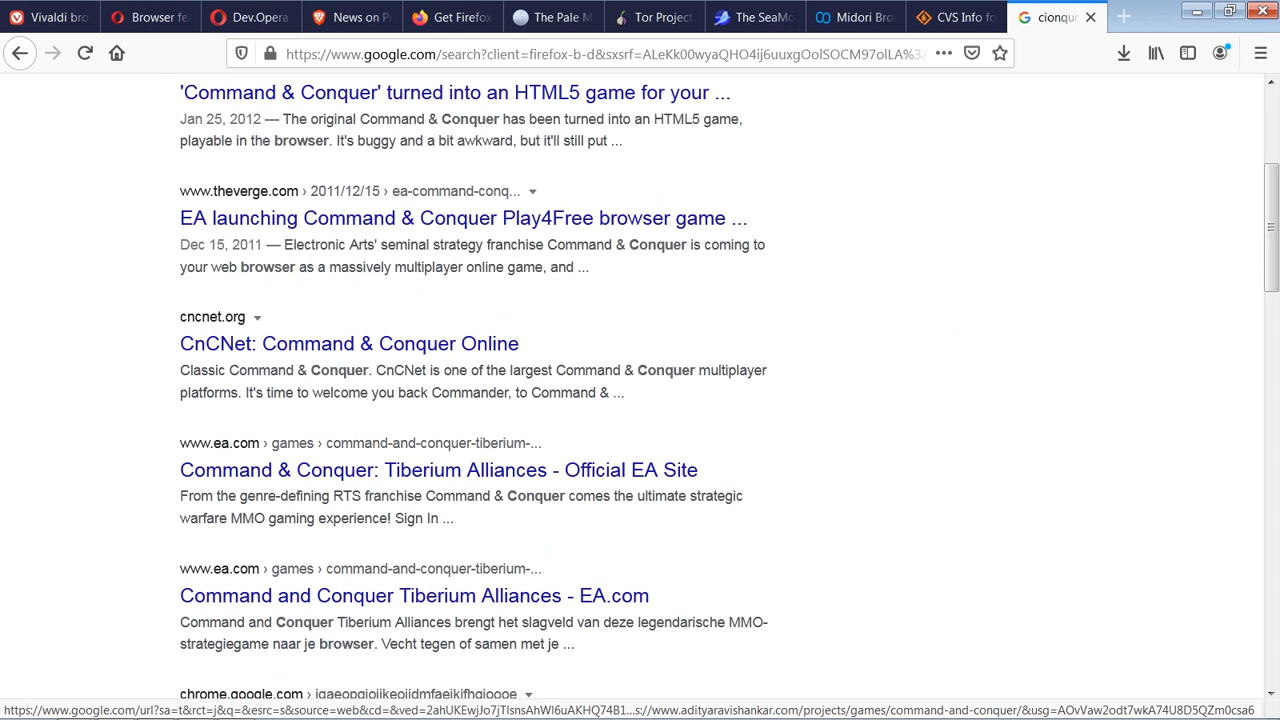 Vivaldi bro
Browser fe
Dev.Opera
News on P
Get Firefox
The Pale M
Tor Project
The SeaMo
Midori Bro
CVS Info fo
cionqu
https://www.google.com/search?client=firefox-b-d&sxsrf=ALeKk00wyaQHO4ij6uuxgOolSOCM97olLA%3A
'Command & Conquer' turned into an HTML5 game for your ...
Jan 25, 2012 — The original Command & Conquer has been turned into an HTML5 game,
playable in the browser. It's buggy and a bit awkward, but it'll still put ...
www.theverge.com › 2011/12/15 › ea-command-conq...
EA launching Command & Conquer Play4Free browser game ...
Dec 15, 2011 — Electronic Arts' seminal strategy franchise Command & Conquer is coming to
your web browser as a massively multiplayer online game, and ...
cncnet.org
CnCNet: Command & Conquer Online
Classic Command & Conquer. CnCNet is one of the largest Command & Conquer multiplayer
platforms. It's time to welcome you back Commander, to Command & ...
www.ea.com › games › command-and-conquer-tiberium-...
Command & Conquer: Tiberium Alliances - Official EA Site
From the genre-defining RTS franchise Command & Conquer comes the ultimate strategic
warfare MMO gaming experience! Sign In ...
www.ea.com › games › command-and-conquer-tiberium-...
Command and Conquer Tiberium Alliances - EA.com
Command and Conquer Tiberium Alliances brengt het slagveld van deze legendarische MMO-
strategiegame naar je browser. Vecht tegen of samen met je ...
chrome.google.com › igaeopgioijkeojidmfaeikifhgioooe
https://www.google.com/url?sa=t&rct=j&q=&esrc=s&source=web&cd=&ved=2ahUKEwjJo7jTlsnsAhWl6uAKHQ74B1...s://www.adityaravishankar.com/projects/games/command-and-conquer/&usg=AOvVaw2odt7wkA74U8D5QZm0csa6